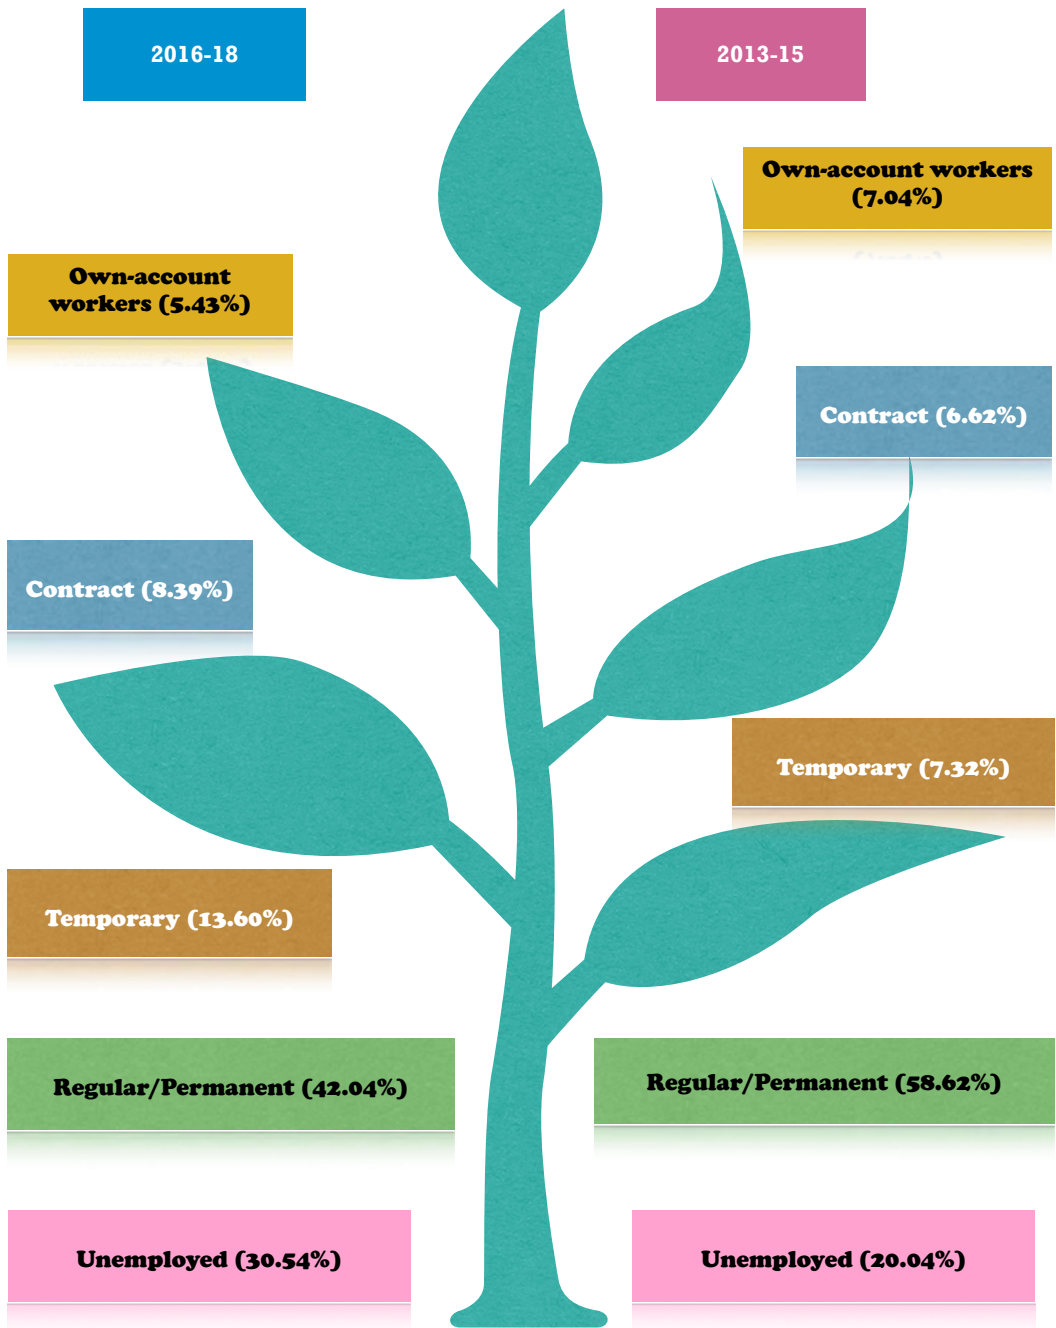 2016-18
2013-15
Own-account workers
(7.04%)
Own-account
workers (5.43%)
Contract (6.62%)
Contract (8.39%)
Temporary (7.32%)
Temporary (13.60%)
Regular/Permanent (42.04%)
Regular/Permanent (58.62%)
Unemployed (30.54%)
Unemployed (20.04%)